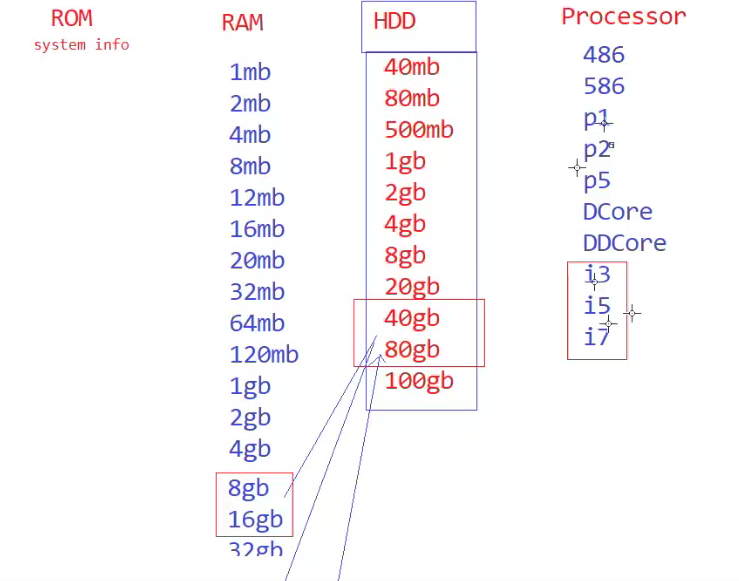 ROM
system info
RAM
1mb
2mb
4mb
8mb
12mb
16mb
20mb
32mb
64mb
120mb
1gb
2gb
4gb
8gb
16gb
32gb
HDD
40mb
80mb
500mb
1gb
2gb
4gb
8gb
20gb
40gb
80gb
100gb
Processor
486
586
p1
p2
p5
DCore
DDCore
i3
i5
i7